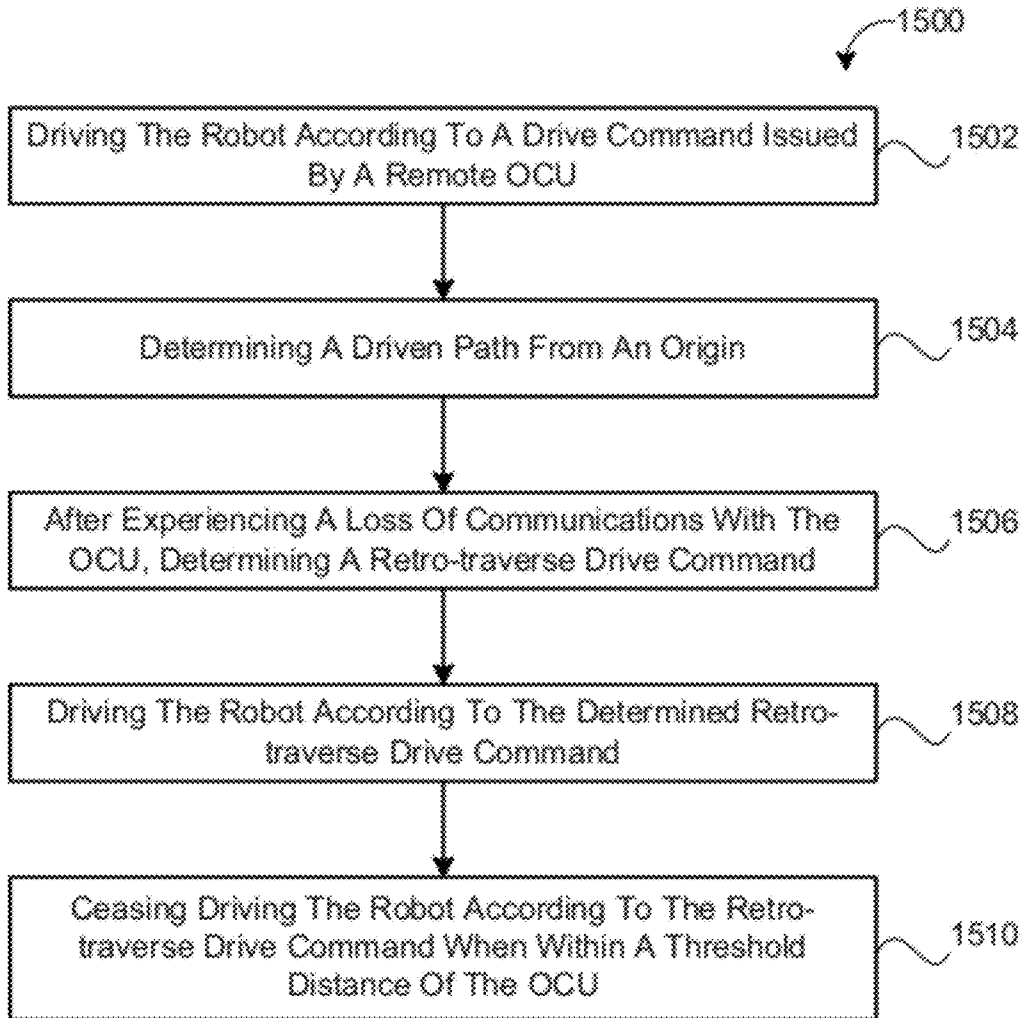 1500
Driving The Robot According To A Drive Command Issued
By A Remote OCU
1502
Determining A Driven Path From An Origin
1504
After Experiencing A Loss Of Communications With The
OCU, Determining A Retro-traverse Drive Command
1506
Driving The Robot According To The Determined Retro-
traverse Drive Command
1508
Ceasing Driving The Robot According To The Retro-
traverse Drive Command When Within A Threshold
Distance Of The OCU
1510